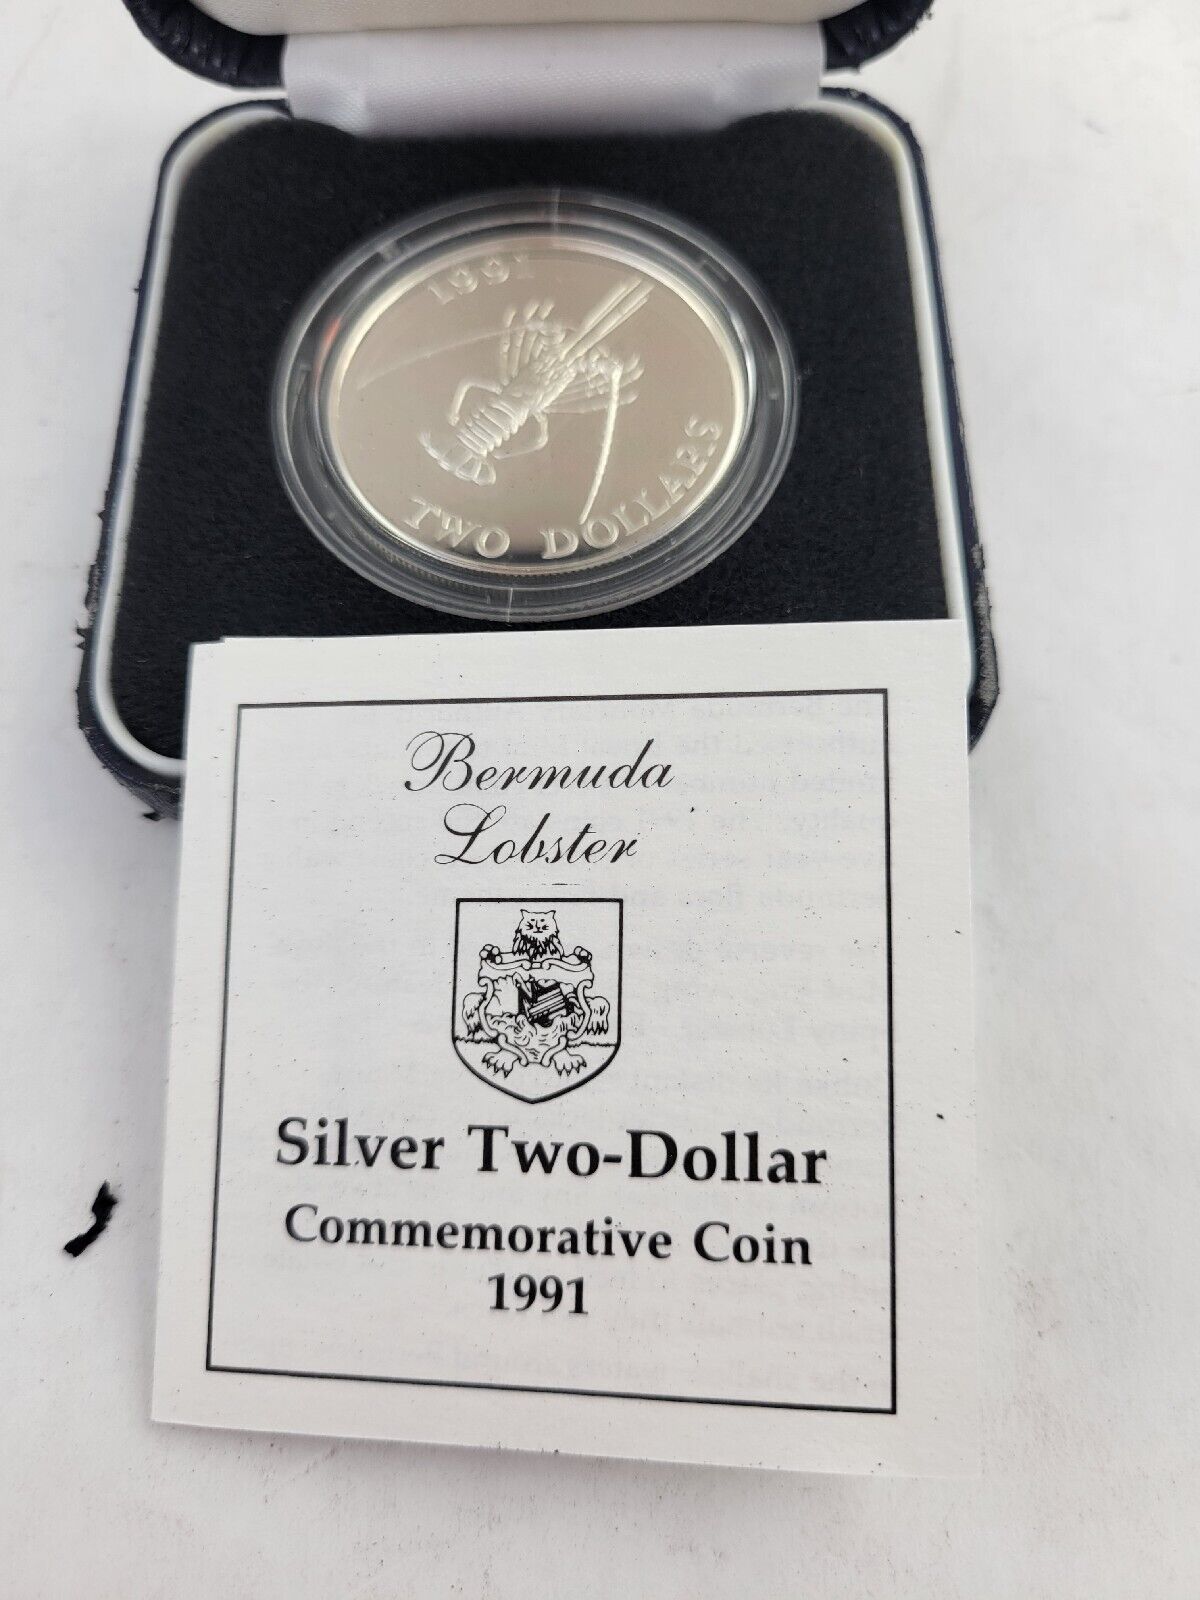 1991
TWO DOLLARS
Bermuda
Lobster
Silver Two-Dollar
Commemorative Coin
1991